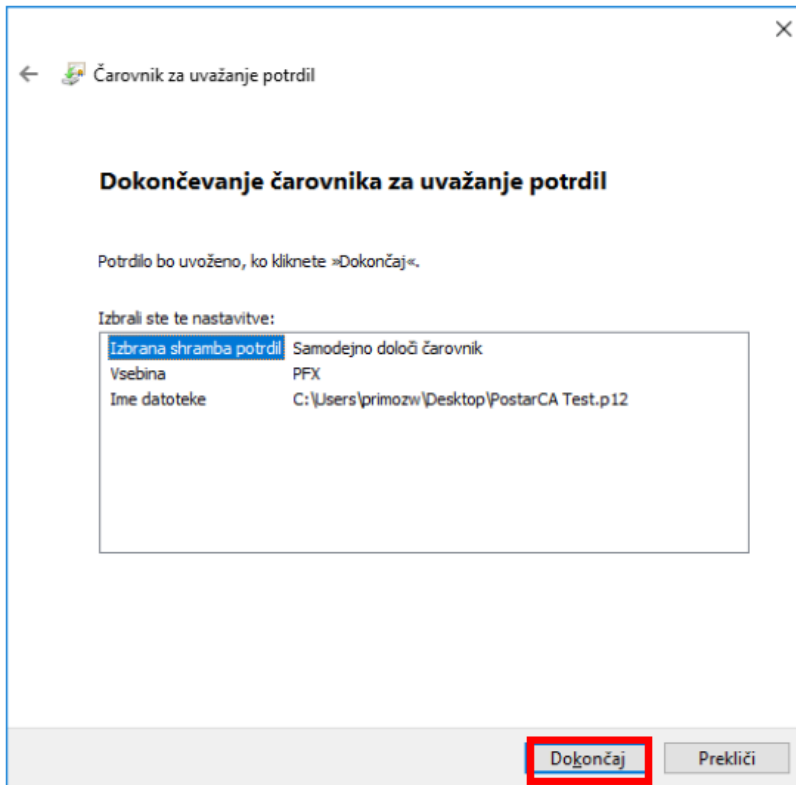 Čarovnik za uvažanje potrdil
Dokončevanje čarovnika za uvažanje potrdil
Potrdilo bo uvoženo, ko kliknete »Dokončaj«.
Izbrali ste te nastavitve:
Izbrana shramba potrdil Samodejno določi čarovnik
Vsebina PFX
Ime datoteke C:\Users\primozw\Desktop\PostarCA Test.p12
Dokončaj Prekliči